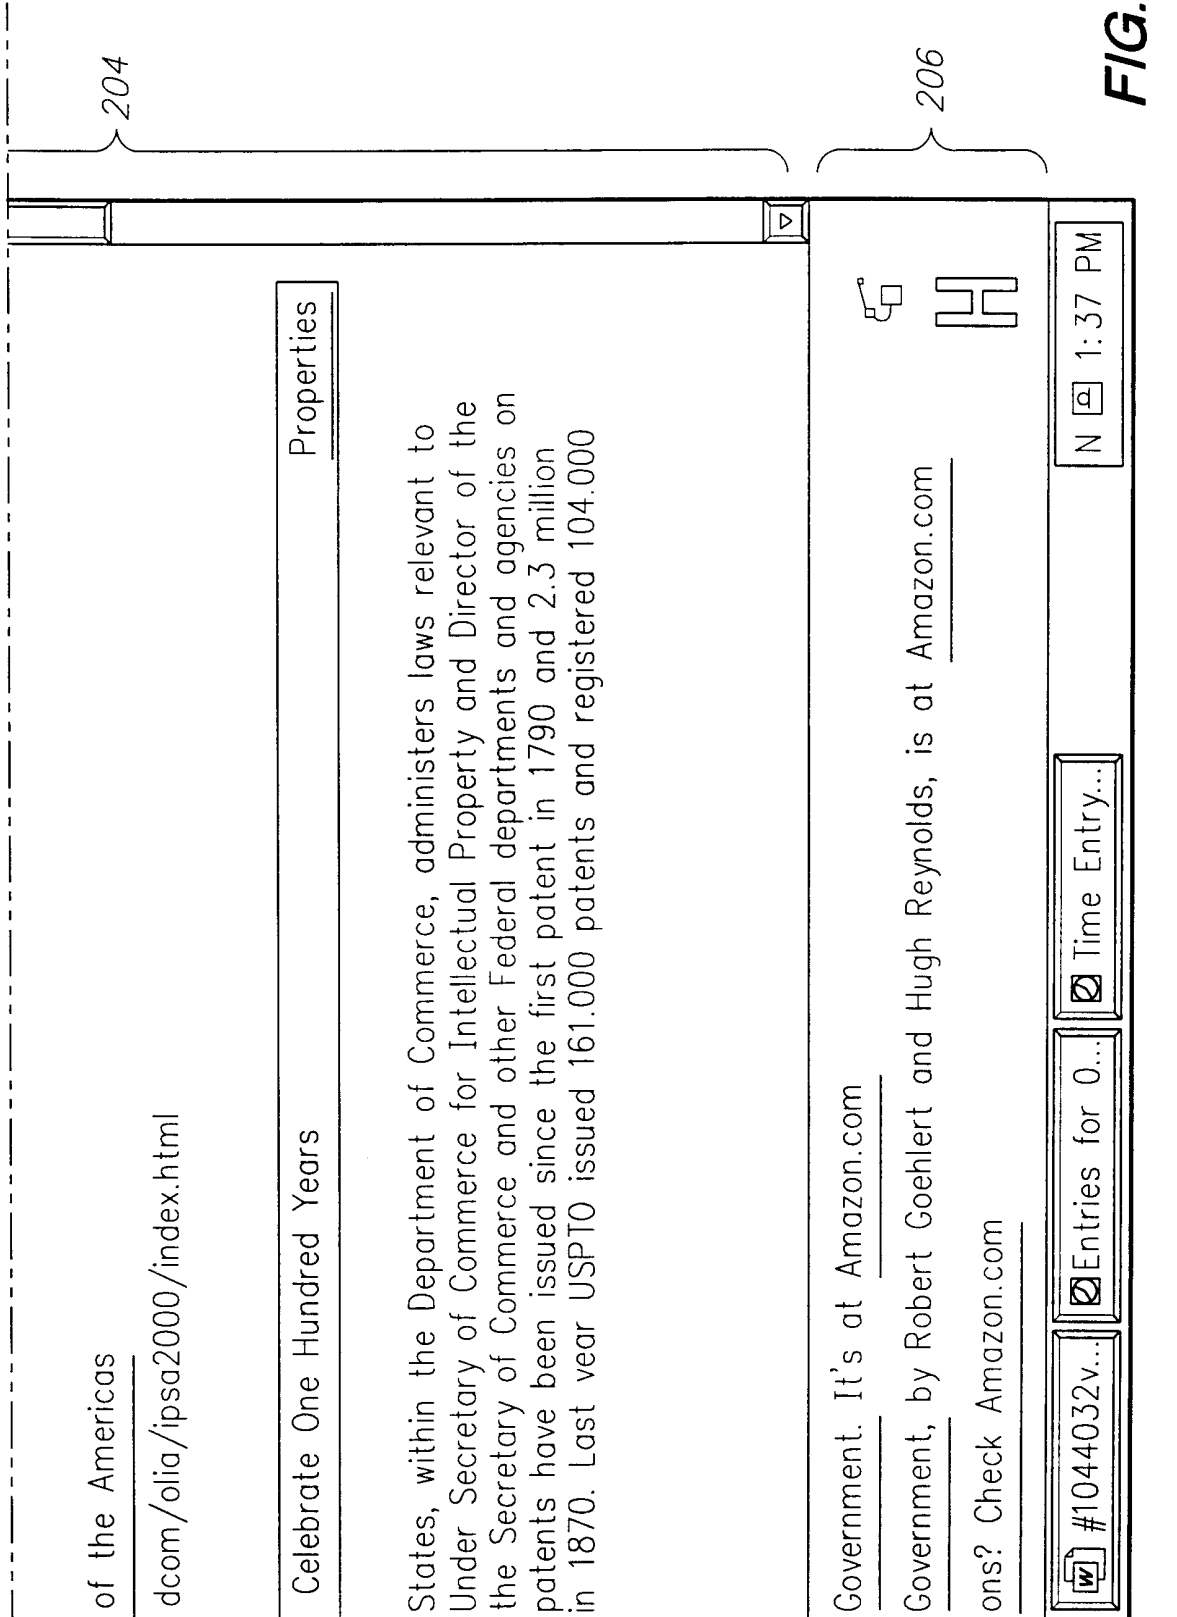 204
of the Americas
dcom/olia/ipsa2000/index.html
Celebrate One Hundred Years Properties
States, within the Department of Commerce, administers laws relevant to
Under Secretary of Commerce for Intellectual Property and Director of the
the Secretary of Commerce and other Federal departments and agencies on
patents have been issued since the first patent in 1790 and 2.3 million
in 1870. Last vear USPTO issued 161.000 patents and registered 104.000
206
Government. It's at Amazon.com
Government, by Robert Goehlert and Hugh Reynolds, is at Amazon.com
ons? Check Amazon.com
H
W #1044032v... Entries for O... Time Entry... N 1:37 PM
FIG.